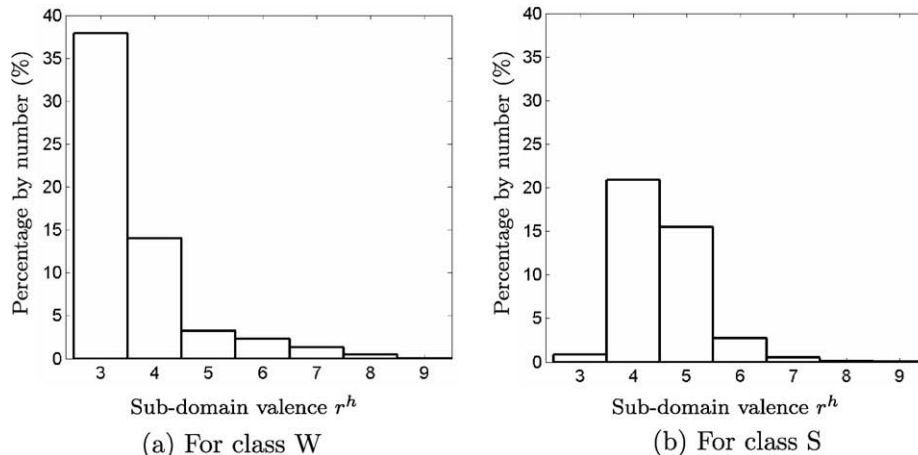 40
35
30
25
20
15
10
5
0
Percentage by number (%)
3 4 5 6 7 8 9
Sub-domain valence r^h
(a) For class W
40
35
30
25
20
15
10
5
0
Percentage by number (%)
3 4 5 6 7 8 9
Sub-domain valence r^h
(b) For class S